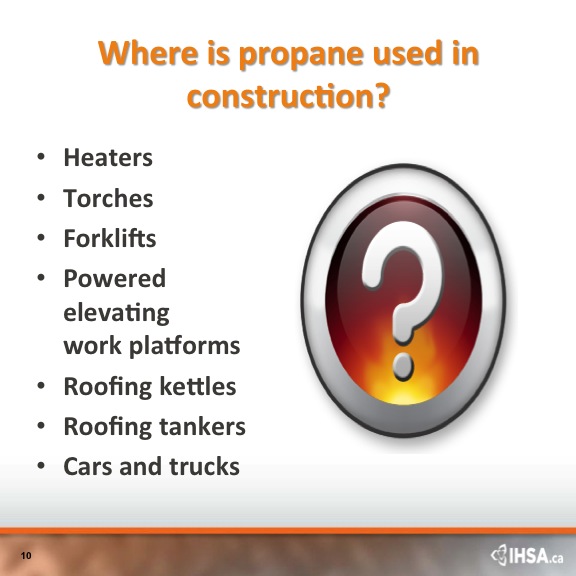 Where is propane used in
construction?
• Heaters
• Torches
• Forklifts
• Powered
elevating
work platforms
• Roofing kettles
• Roofing tankers
• Cars and trucks
?
10
IHSA.ca